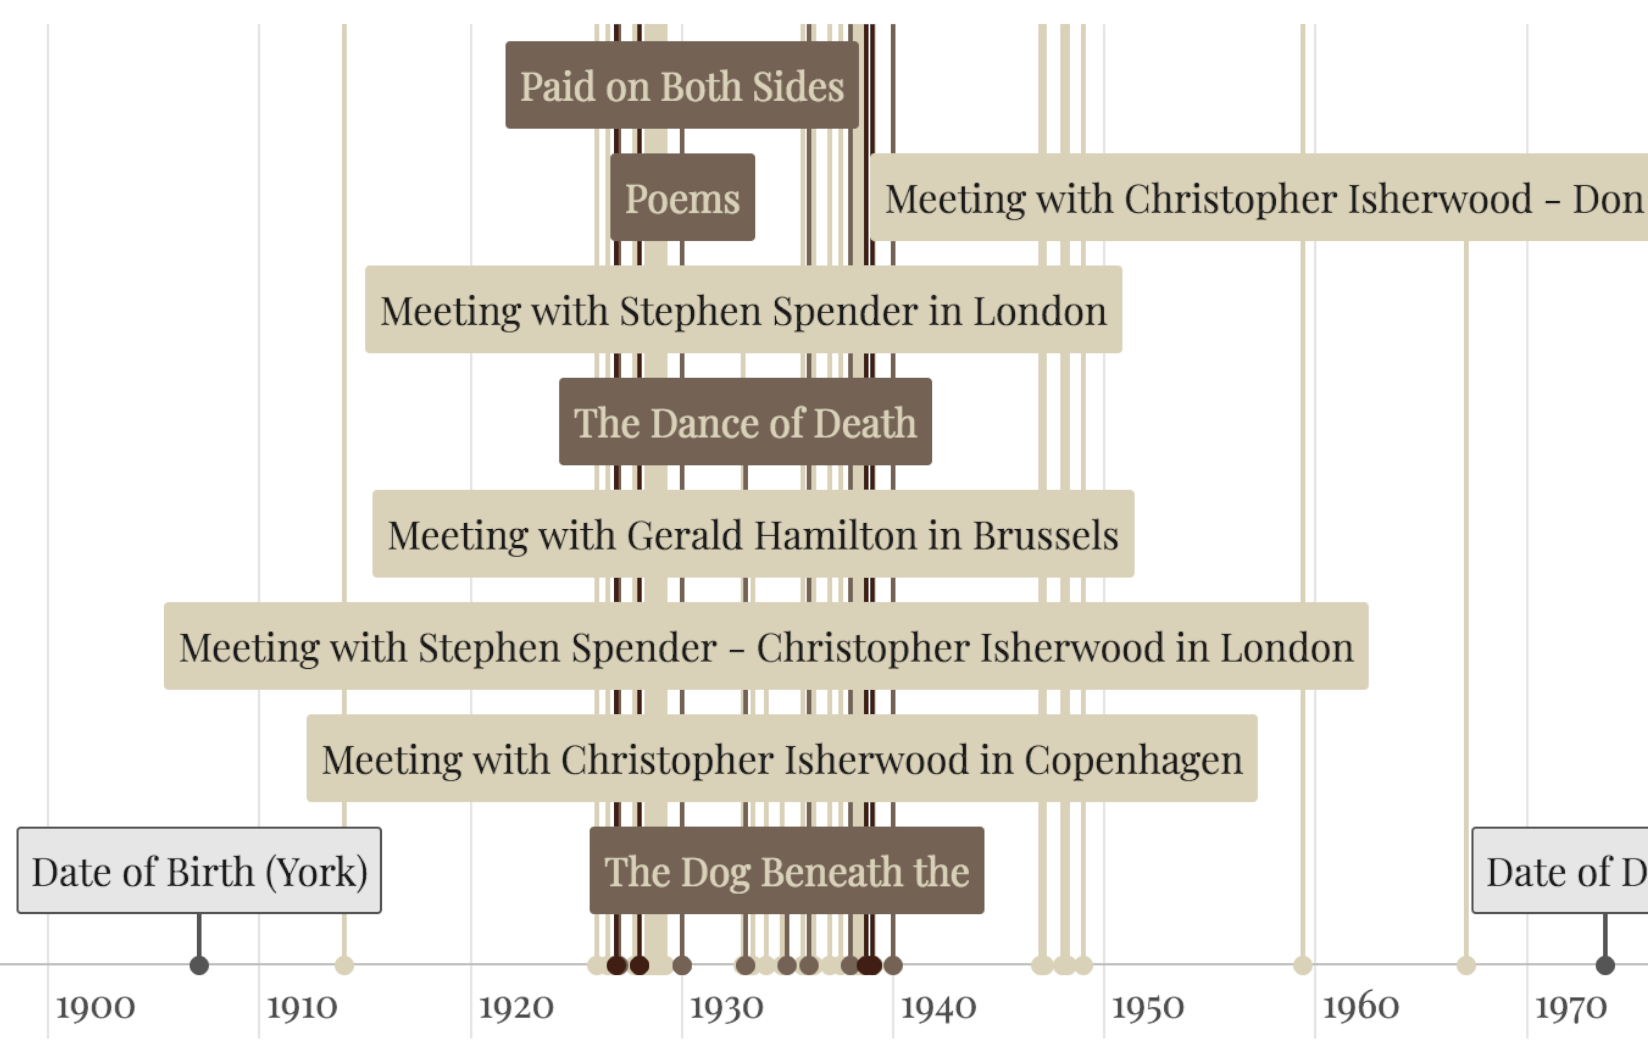 Paid on Both Sides
Poems
Meeting with Christopher Isherwood - Don
Meeting with Stephen Spender in London
The Dance of Death
Meeting with Gerald Hamilton in Brussels
Meeting with Stephen Spender - Christopher Isherwood in London
Meeting with Christopher Isherwood in Copenhagen
Date of Birth (York)
The Dog Beneath the
Date of D
1900 1910 1920 1930 1940 1950 1960 1970